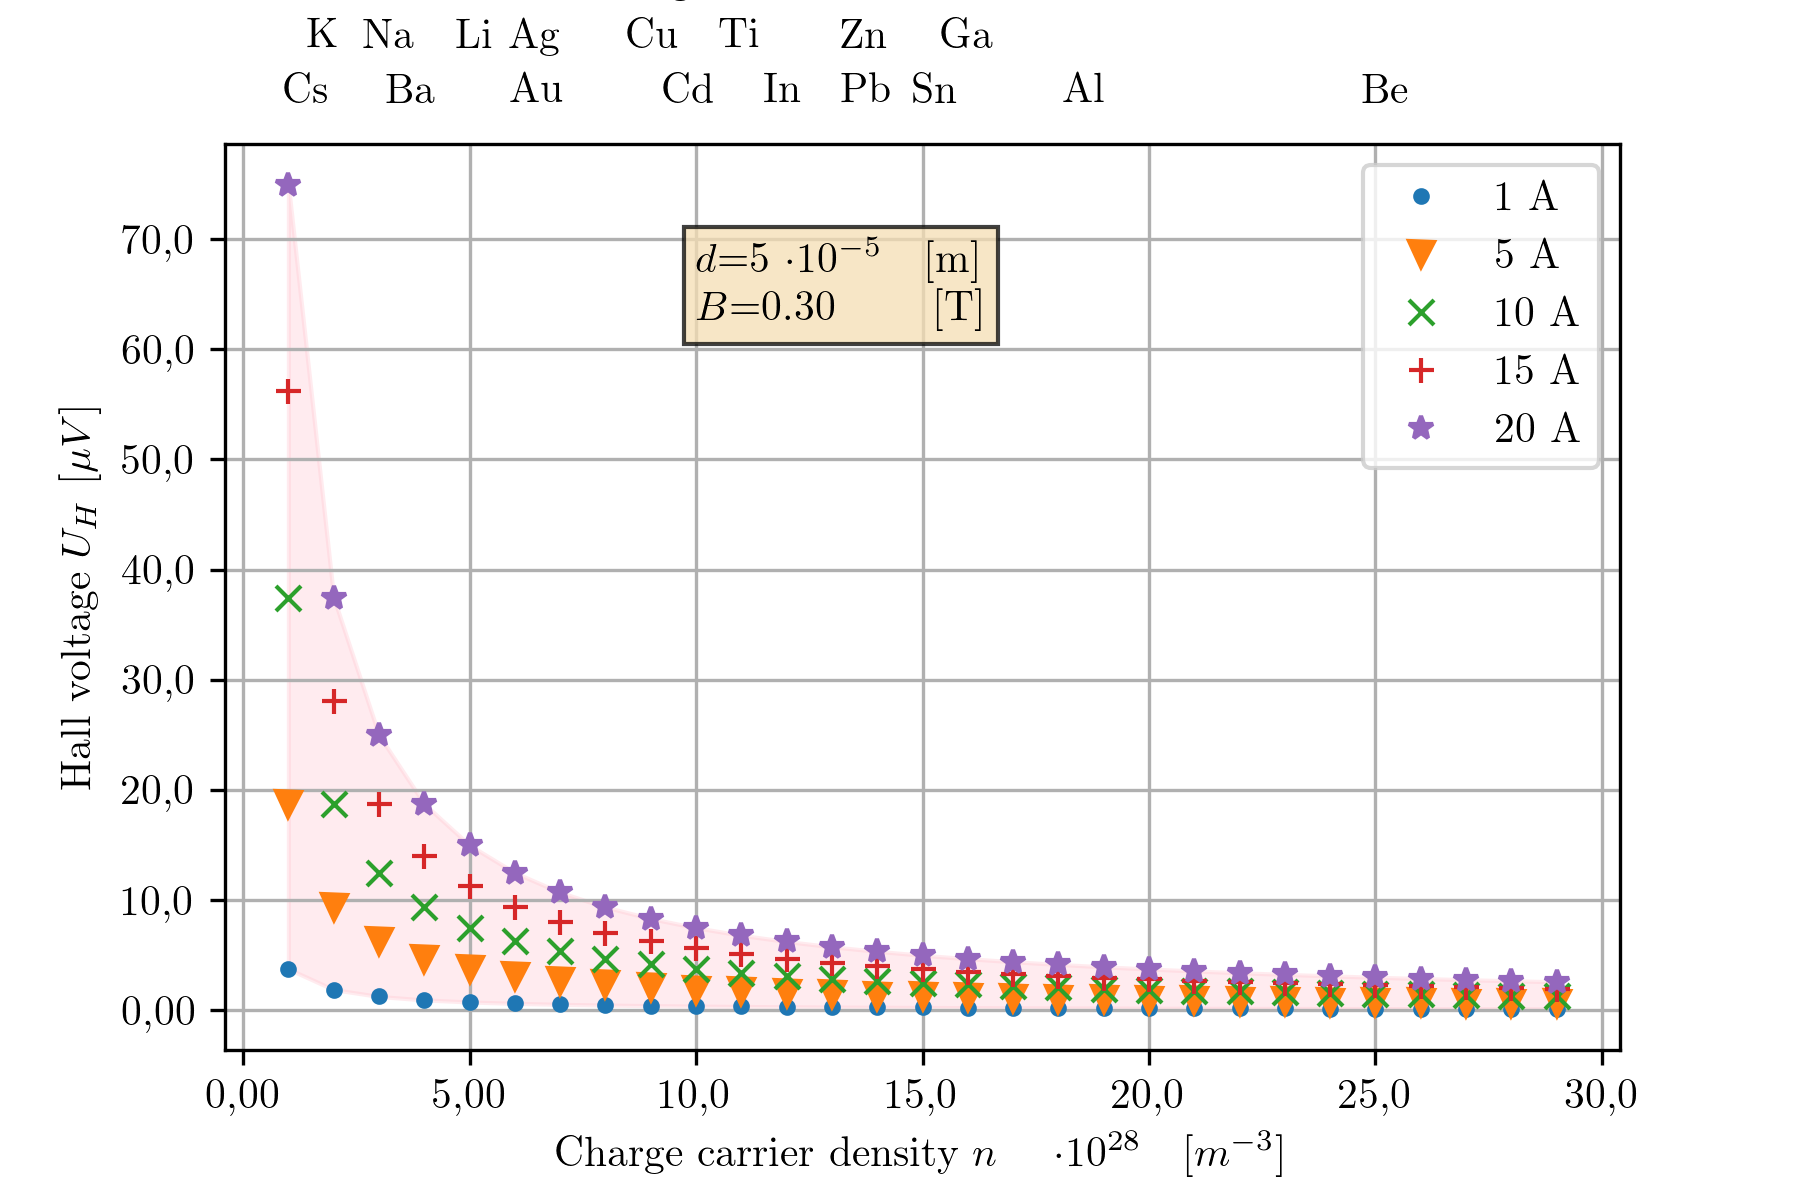 K Na Li Ag Cu Ti Zn Ga
Cs Ba Au Cd In Pb Sn Al Be
70,0
60,0
50,0
40,0
30,0
20,0
10,0
0,00
Hall voltage U_H [μV]
d=5 ·10⁻⁵ [m]
B=0.30 [T]
1 A
5 A
10 A
15 A
20 A
0,00 5,00 10,0 15,0 20,0 25,0 30,0
Charge carrier density n ·10²⁸ [m⁻³]